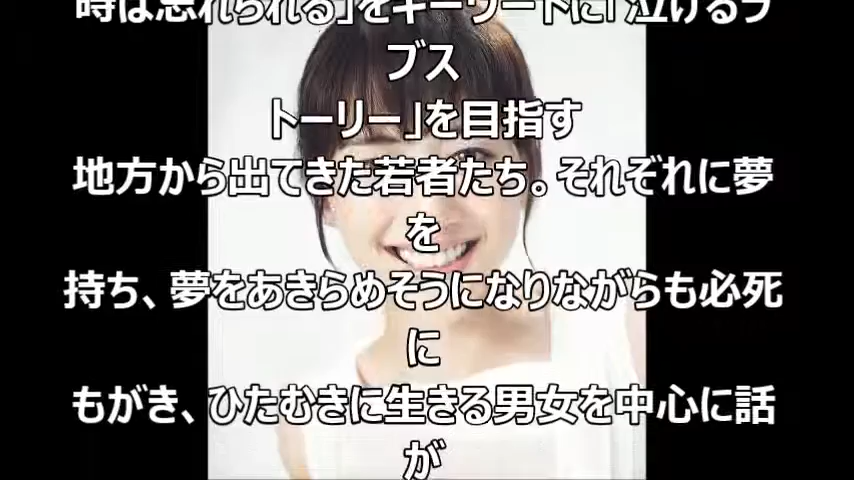 時は忘れられる」をキーワードに「泣けるラ
ブス
トーリー」を目指す
地方から出てきた若者たち。それぞれに夢
を
持ち、夢をあきらめそうになりながらも必死
に
もがき、ひたむきに生きる男女を中心に話
が